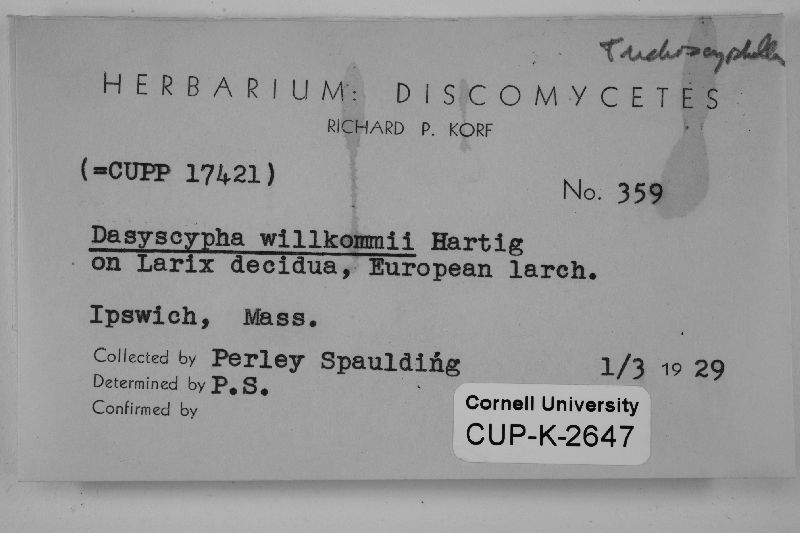 Trichoscyphella
HERBARIUM: DISCOMYCETES
RICHARD P. KORF
(=CUPP 17421)
No. 359
Dasyscypha willkommii Hartig
on Larix decidua, European larch.
Ipswich, Mass.
Collected by Perley Spaulding 1/3 19 29
Determined by P.S.
Confirmed by
Cornell University
CUP-K-2647